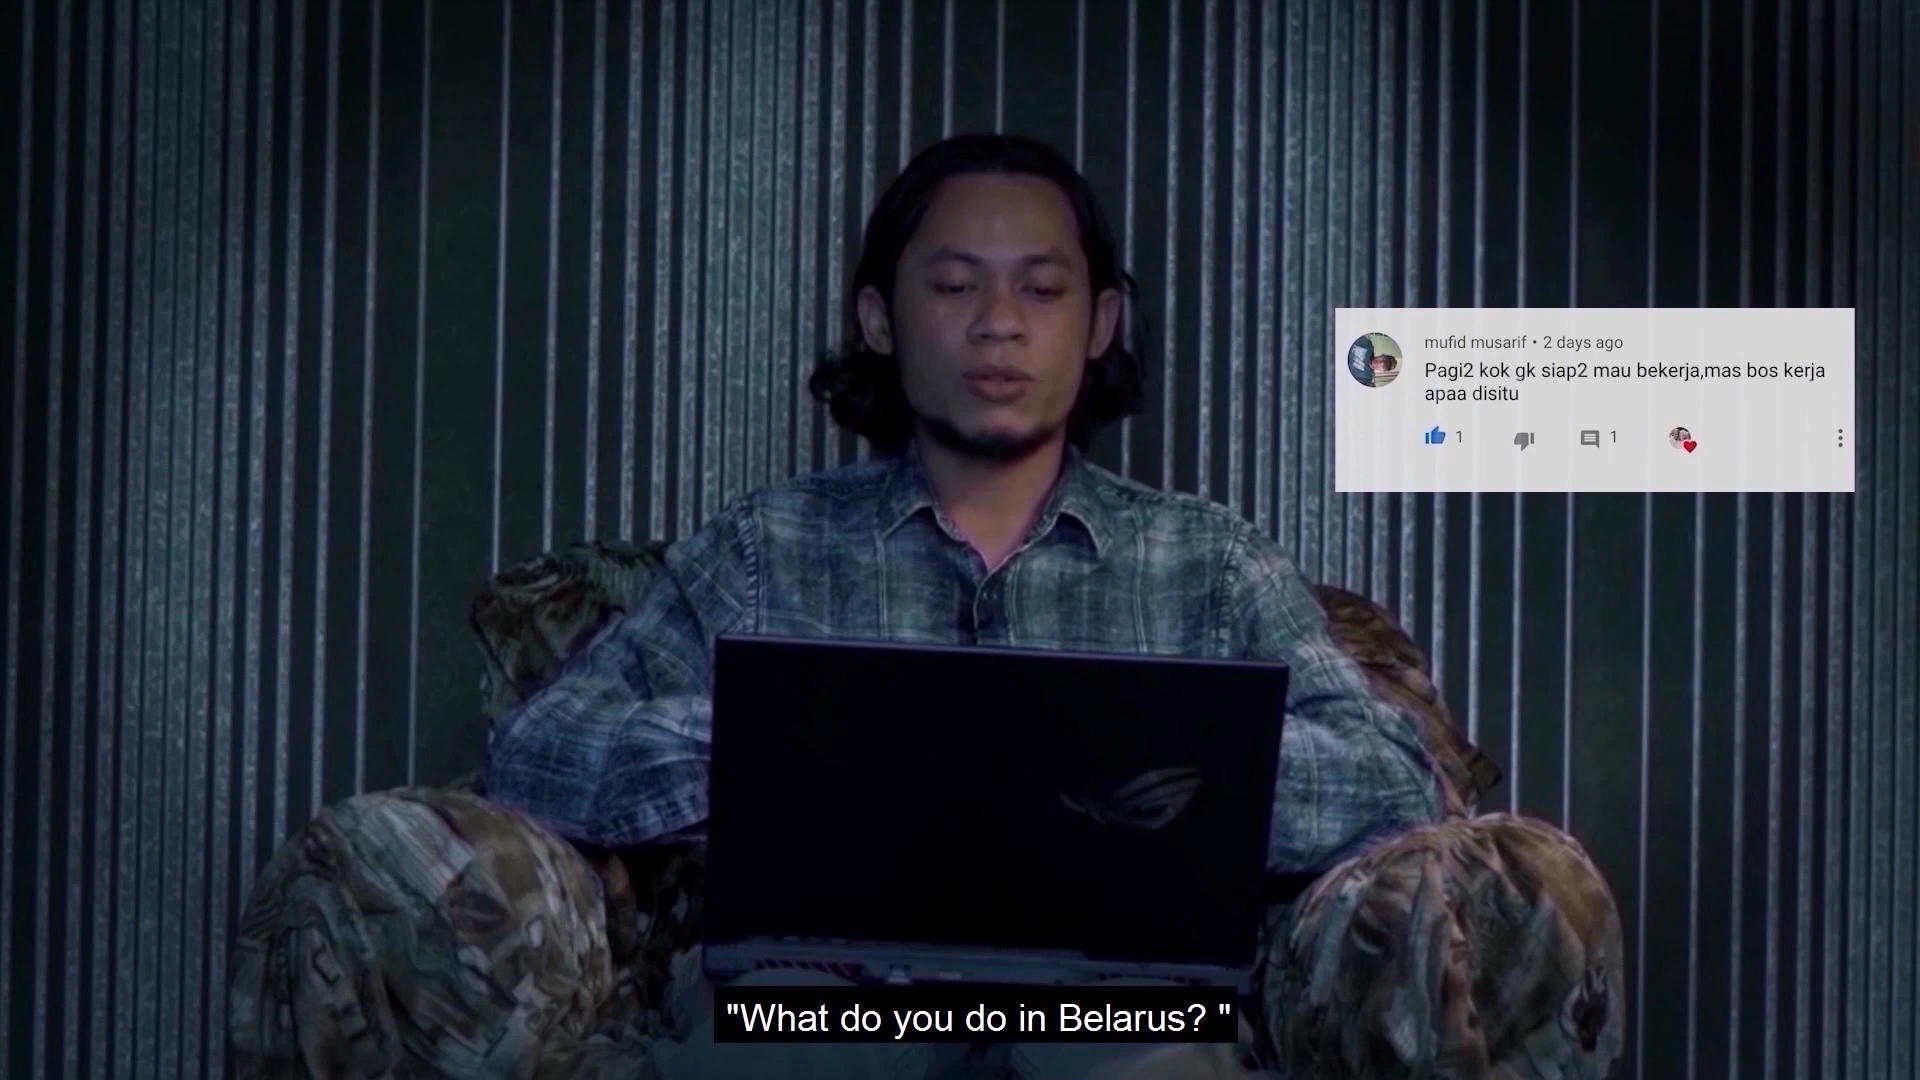 mufid musarif • 2 days ago
Pagi2 kok gk siap2 mau bekerja,mas bos kerja
apaa disitu
1
1
"What do you do in Belarus? "